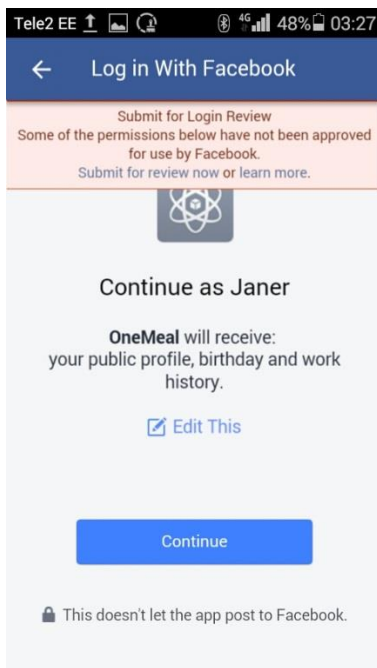 Tele2 EE 4G 48% 03:27
Log in With Facebook
Submit for Login Review
Some of the permissions below have not been approved
for use by Facebook.
Submit for review now or learn more.
Continue as Janer
OneMeal will receive:
your public profile, birthday and work
history.
Edit This
Continue
This doesn't let the app post to Facebook.